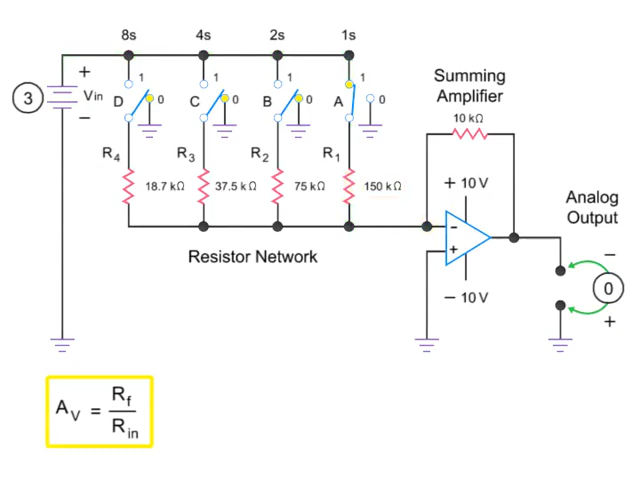 8s 4s 2s 1s
+ 1 1 1 1
3 Vin D 0 C 0 B 0 A 0
−
Summing
Amplifier
10 kΩ
R4 R3 R2 R1
18.7 kΩ 37.5 k Ω 75 kΩ 150 k Ω
+ 10 V
Analog
Output
-
+
− 10 V
Resistor Network
−
0
+
AV = Rf
Rin